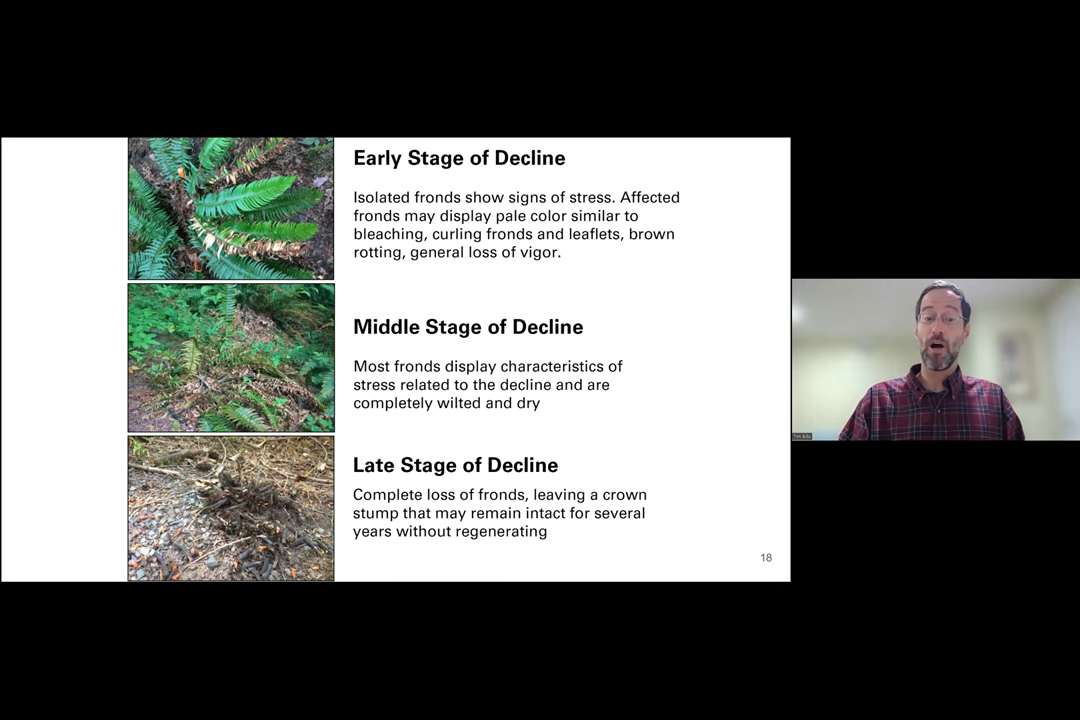 Early Stage of Decline
Isolated fronds show signs of stress. Affected
fronds may display pale color similar to
bleaching, curling fronds and leaflets, brown
rotting, general loss of vigor.
Middle Stage of Decline
Most fronds display characteristics of
stress related to the decline and are
completely wilted and dry
Late Stage of Decline
Complete loss of fronds, leaving a crown
stump that may remain intact for several
years without regenerating
18